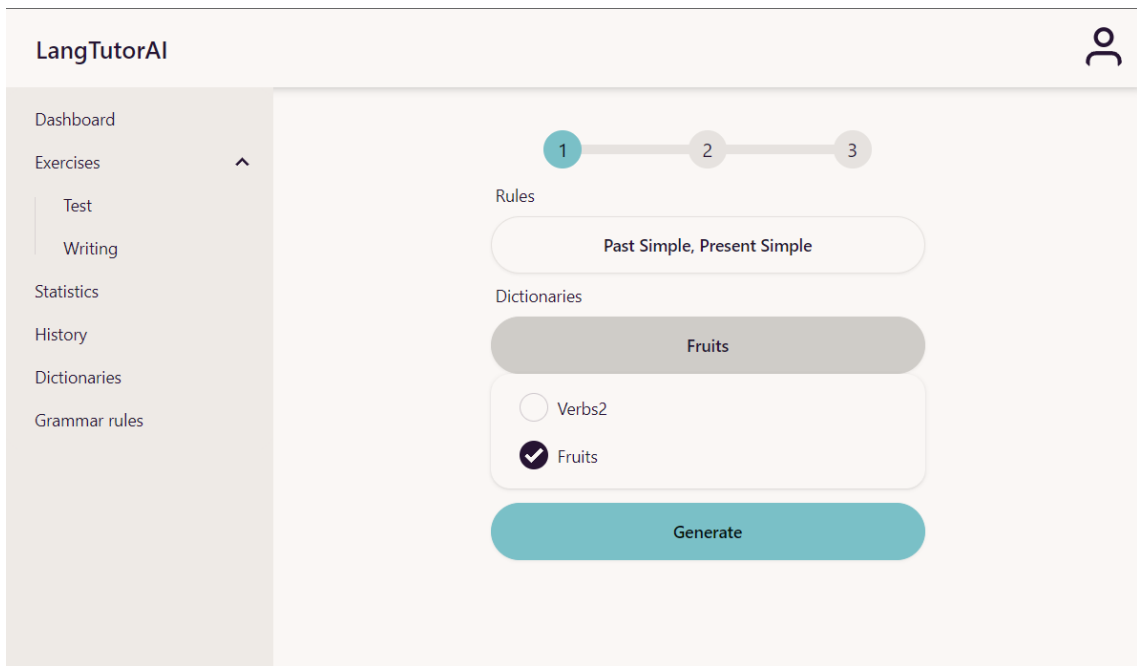 LangTutorAI
Dashboard
Exercises
Test
Writing
Statistics
History
Dictionaries
Grammar rules
1 2 3
Rules
Past Simple, Present Simple
Dictionaries
Fruits
Verbs2
Fruits
Generate